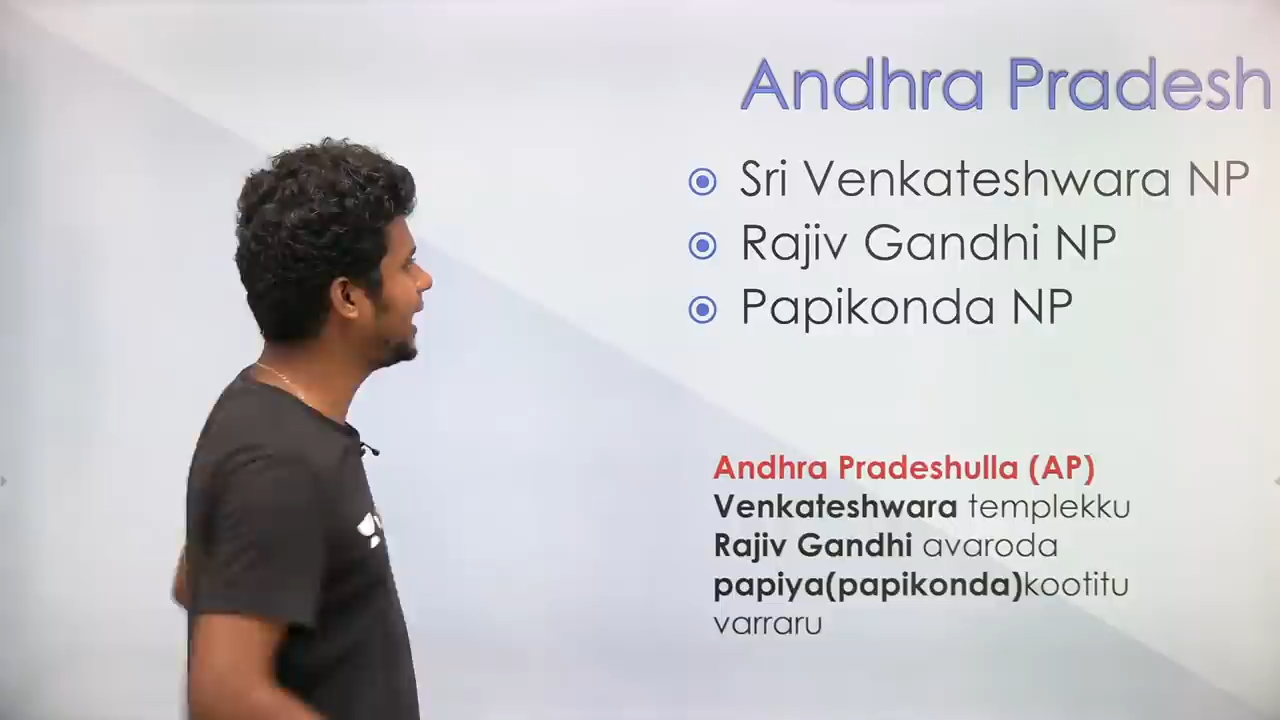 Andhra Pradesh
Sri Venkateshwara NP
Rajiv Gandhi NP
Papikonda NP
Andhra Pradeshulla (AP)
Venkateshwara templekku
Rajiv Gandhi avaroda
papiya(papikonda)kootitu
varraru